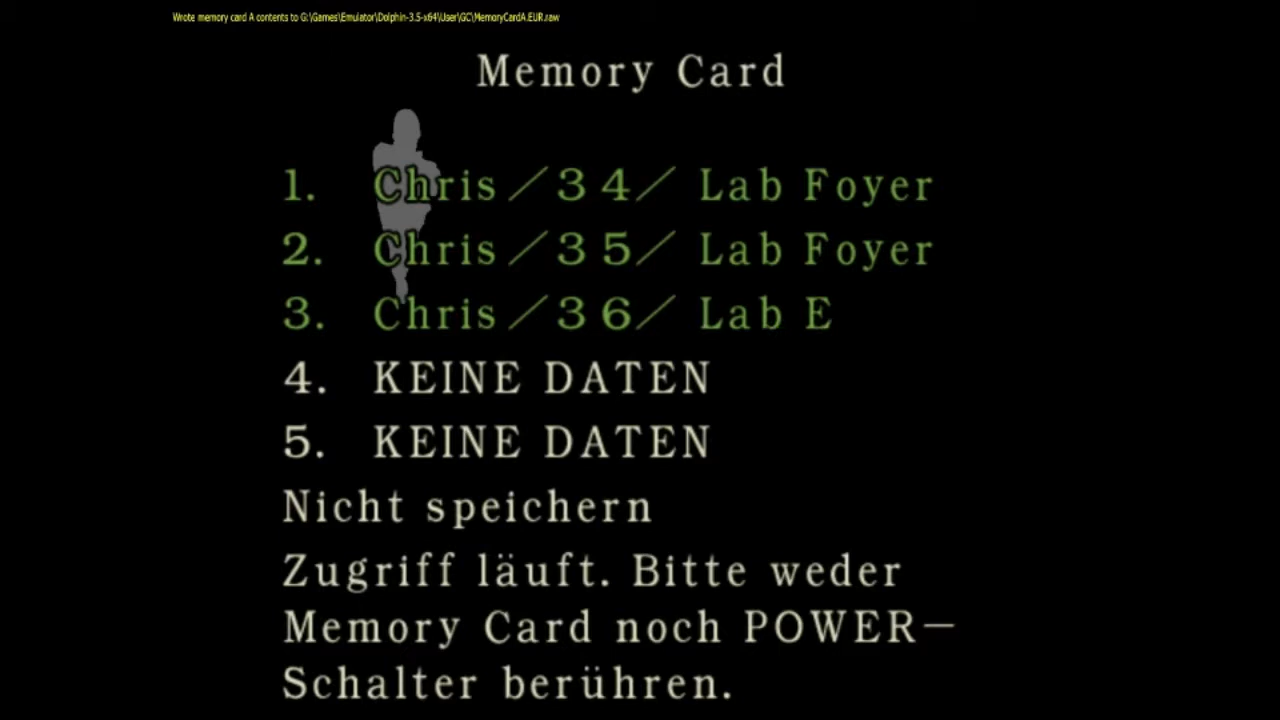 Wrote memory card A contents to G:\Games\Emulator\Dolphin-3.5-x64\User\GC\MemoryCardA.EUR.raw
Memory Card
1. Chris／３４／ Lab Foyer
2. Chris／３５／ Lab Foyer
3. Chris／３６／ Lab E
4. KEINE DATEN
5. KEINE DATEN
Nicht speichern
Zugriff läuft. Bitte weder
Memory Card noch POWER－
Schalter berühren.